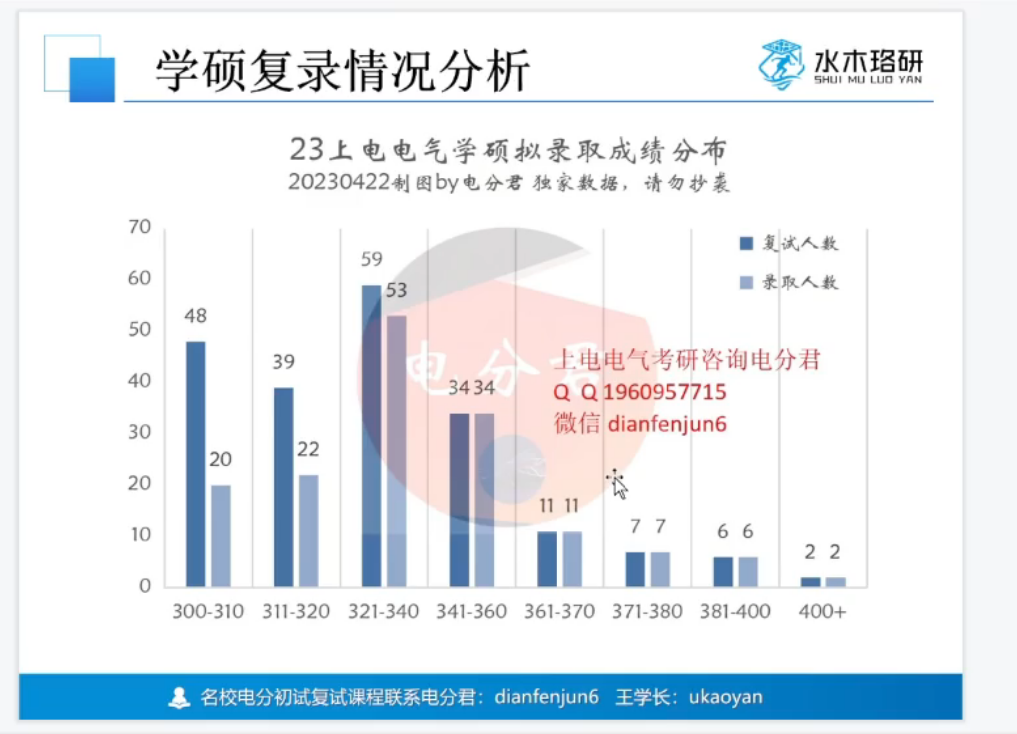 学硕复录情况分析
水木珞研
SHUI MU LUO YAN
23上电电气学硕拟录取成绩分布
20230422制图by电分君 独家数据，请勿抄袭
70
60
50
40
30
20
10
0
复试人数
录取人数
48
20
39
22
59
53
34
34
11
11
7
7
6
6
2
2
电分君
上电电气考研咨询电分君
Q Q 1960957715
微信 dianfenjun6
300-310
311-320
321-340
341-360
361-370
371-380
381-400
400+
名校电分初试复试课程联系电分君：dianfenjun6 王学长：ukaoyan